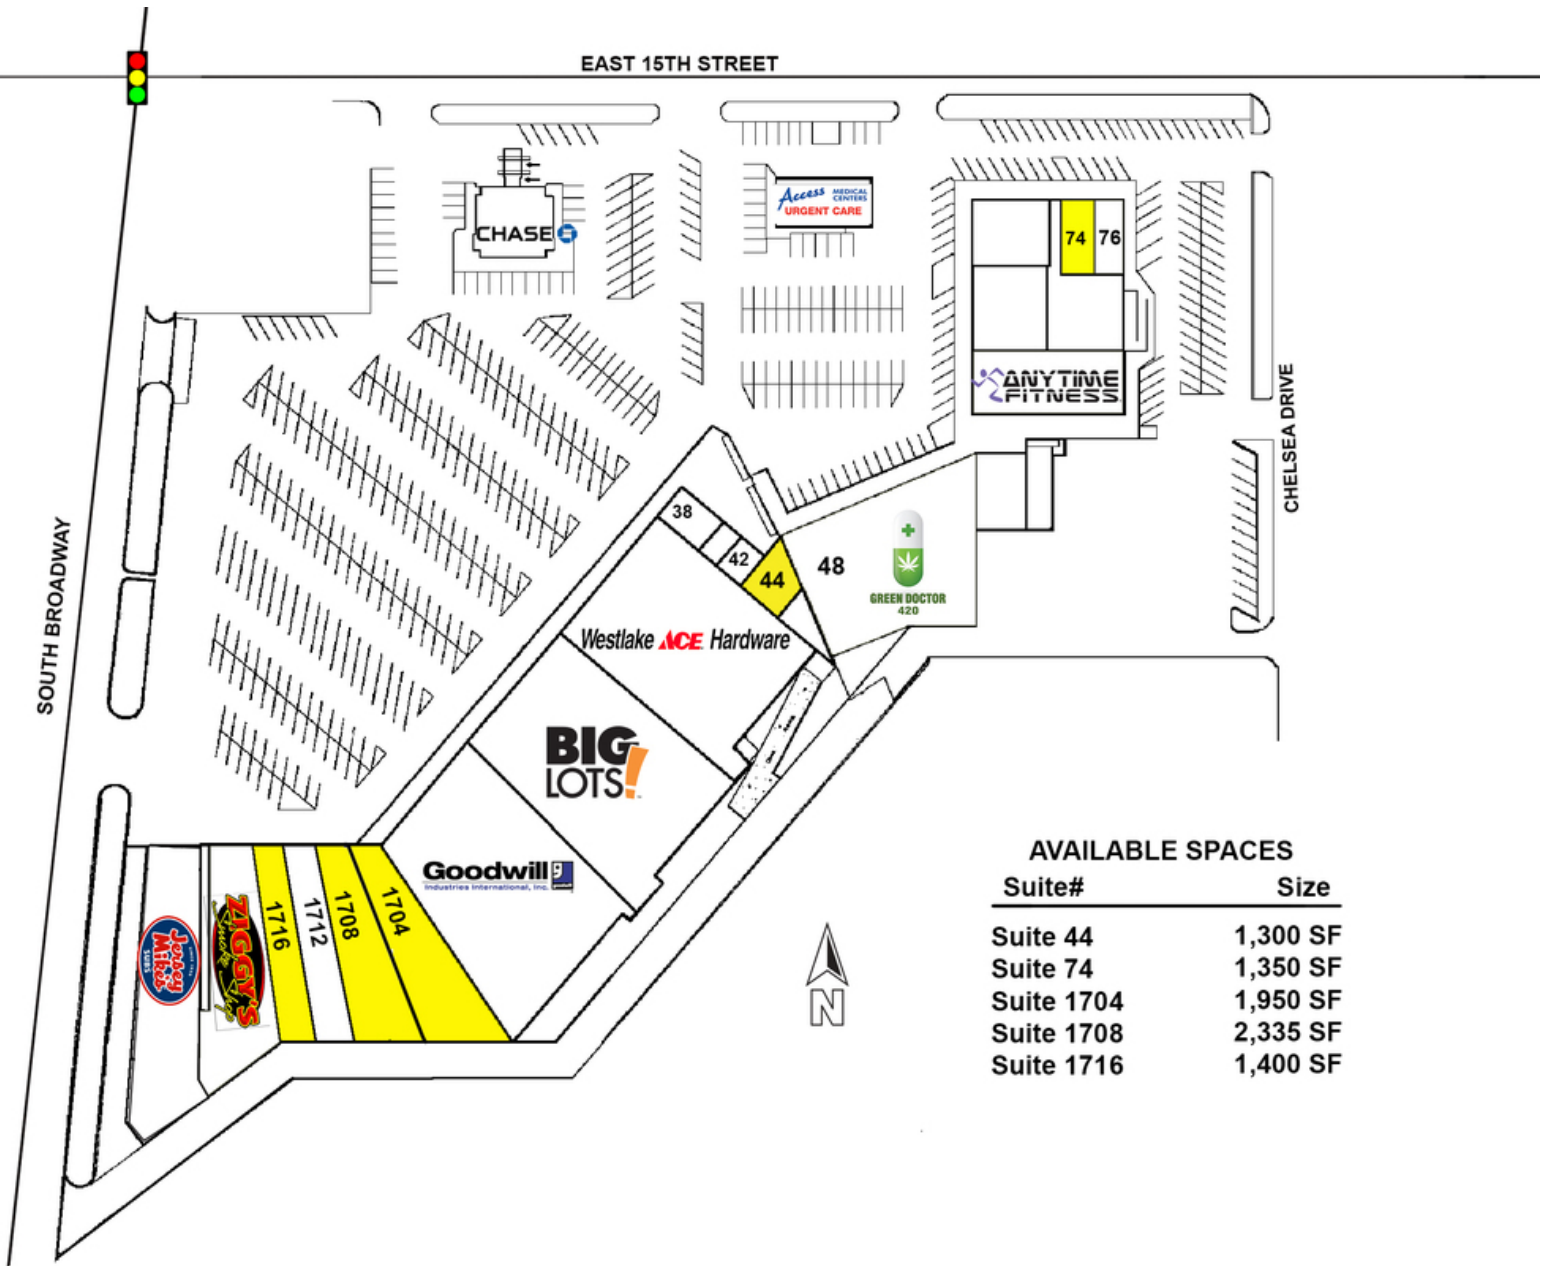 EAST 15TH STREET
Access MEDICAL CENTERS
URGENT CARE
CHASE
74
76
ANYTIME
FITNESS
CHELSEA DRIVE
SOUTH BROADWAY
38
42
44
48
GREEN DOCTOR
420
Westlake ACE Hardware
BIG
LOTS!
Goodwill
Industries International, Inc.
Jersey
Mike's
SUBS
ZIGGY'S
Smoke Shop
1716
1712
1708
1704
N
AVAILABLE SPACES
Suite# Size
Suite 44 1,300 SF
Suite 74 1,350 SF
Suite 1704 1,950 SF
Suite 1708 2,335 SF
Suite 1716 1,400 SF